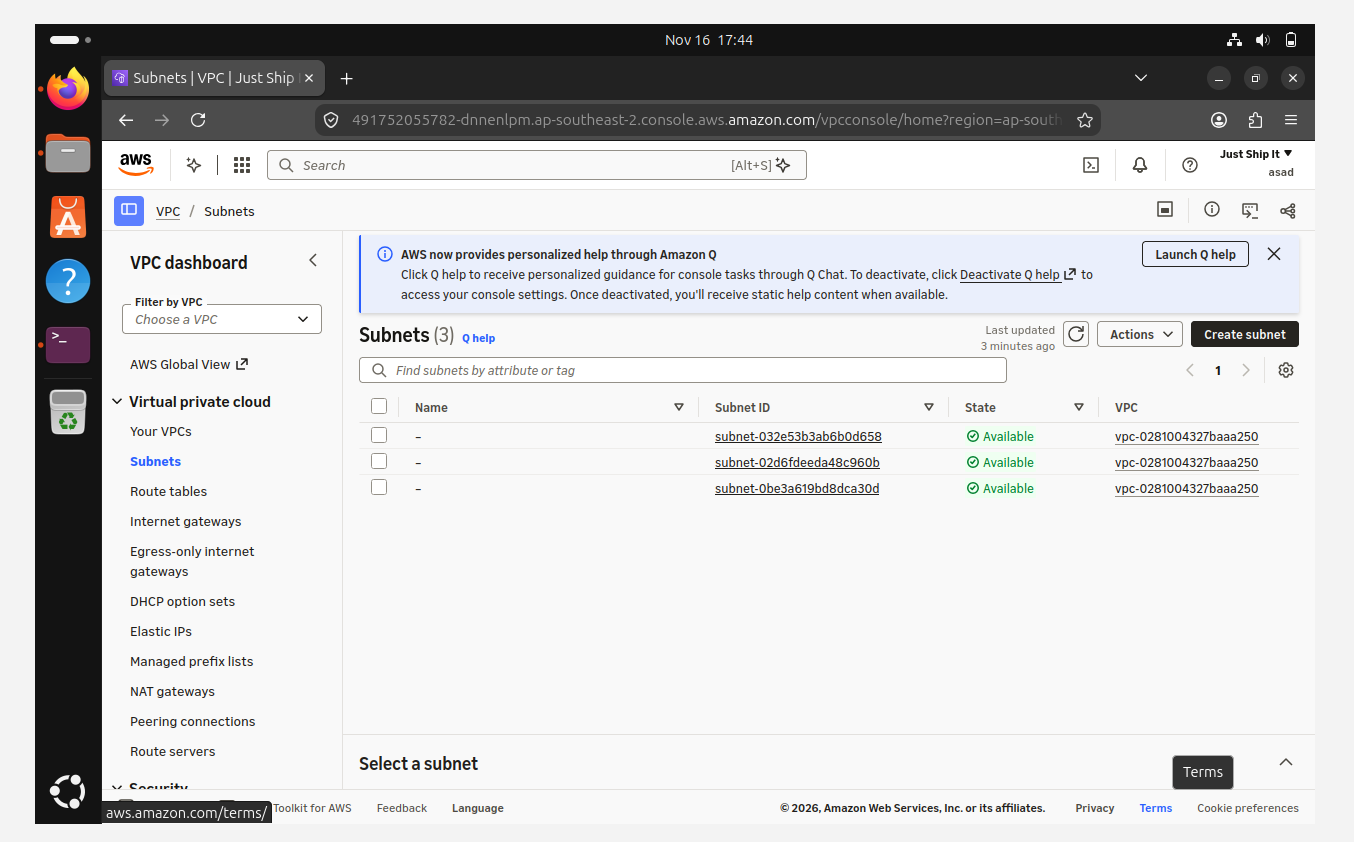 Nov 16 17:44
Subnets | VPC | Just Ship
491752055782-dnnenlpm.ap-southeast-2.console.aws.amazon.com/vpcconsole/home?region=ap-south
aws
Search
[Alt+S]
Just Ship It
asad
VPC / Subnets
VPC dashboard
Filter by VPC
Choose a VPC
AWS Global View
Virtual private cloud
Your VPCs
Subnets
Route tables
Internet gateways
Egress-only internet
gateways
DHCP option sets
Elastic IPs
Managed prefix lists
NAT gateways
Peering connections
Route servers
Security
AWS now provides personalized help through Amazon Q
Click Q help to receive personalized guidance for console tasks through Q Chat. To deactivate, click Deactivate Q help to
access your console settings. Once deactivated, you'll receive static help content when available.
Launch Q help
Subnets (3) Q help
Last updated
3 minutes ago
Actions
Create subnet
Find subnets by attribute or tag
1
Name Subnet ID State VPC
– subnet-032e53b3ab6b0d658 Available vpc-0281004327baaa250
– subnet-02d6fdeeda48c960b Available vpc-0281004327baaa250
– subnet-0be3a619bd8dca30d Available vpc-0281004327baaa250
Select a subnet
Terms
Toolkit for AWS Feedback Language © 2026, Amazon Web Services, Inc. or its affiliates. Privacy Terms Cookie preferences
aws.amazon.com/terms/